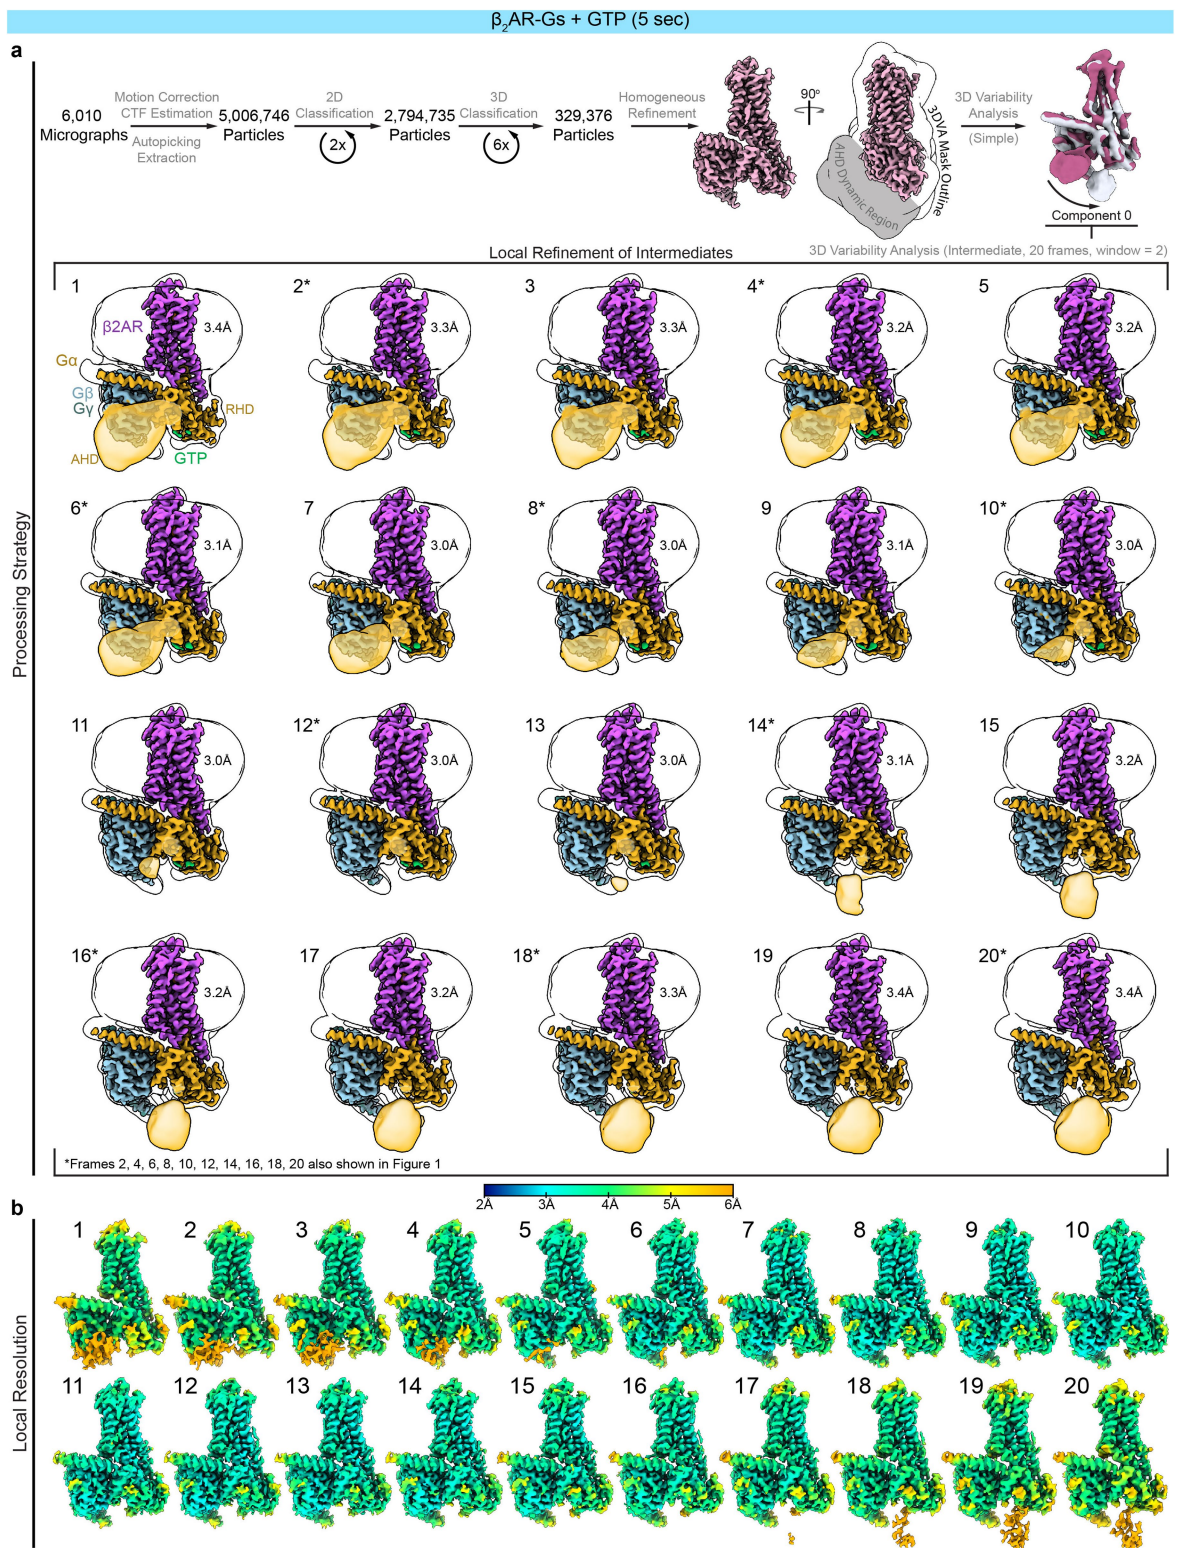 β₂AR-Gs + GTP (5 sec)
a
Processing Strategy
6,010
Micrographs
Motion Correction
CTF Estimation
Autopicking
Extraction
5,006,746
Particles
2D
Classification
2x
2,794,735
Particles
3D
Classification
6x
329,376
Particles
Homogeneous
Refinement
90º
3DVA Mask Outline
AHD Dynamic Region
3D Variability
Analysis
(Simple)
Component 0
Local Refinement of Intermediates
3D Variability Analysis (Intermediate, 20 frames, window = 2)
1
β2AR
3.4Å
Gα
Gβ
Gγ
RHD
AHD
GTP
2*
3.3Å
3
3.3Å
4*
3.2Å
5
3.2Å
6*
3.1Å
7
3.0Å
8*
3.0Å
9
3.1Å
10*
3.0Å
11
3.0Å
12*
3.0Å
13
3.0Å
14*
3.1Å
15
3.2Å
16*
3.2Å
17
3.2Å
18*
3.3Å
19
3.4Å
20*
3.4Å
*Frames 2, 4, 6, 8, 10, 12, 14, 16, 18, 20 also shown in Figure 1
2Å 3Å 4Å 5Å 6Å
b
Local Resolution
1 2 3 4 5 6 7 8 9 10
11 12 13 14 15 16 17 18 19 20